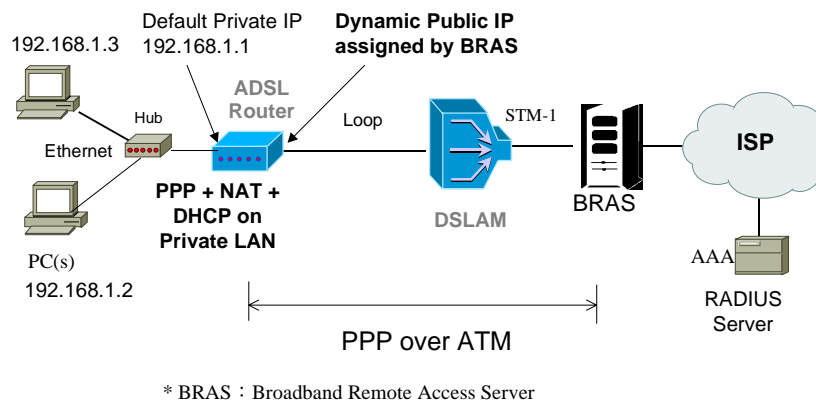 Default Private IP
192.168.1.1
Dynamic Public IP
assigned by BRAS
192.168.1.3
ADSL
Router
Hub
Loop
STM-1
Ethernet
ISP
PPP + NAT +
DHCP on
Private LAN
DSLAM
BRAS
PC(s)
192.168.1.2
AAA
RADIUS
Server
PPP over ATM
* BRAS：Broadband Remote Access Server